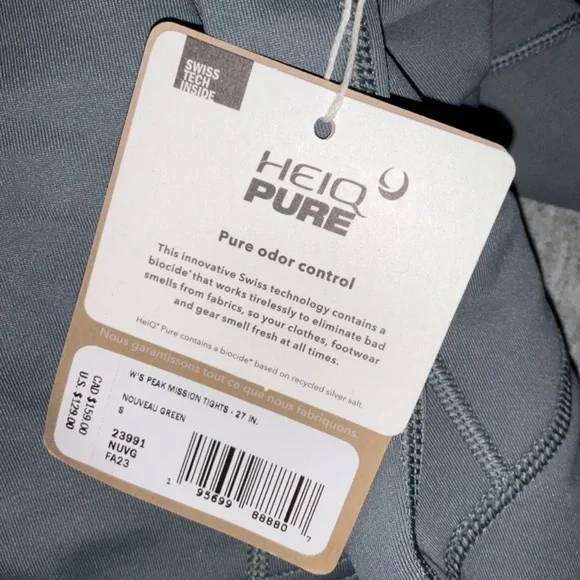 SWISS
TECH
INSIDE
HEIQ
PURE
Pure odor control
This innovative Swiss technology contains a
biocide* that works tirelessly to eliminate bad
smells from fabrics, so your clothes, footwear
and gear smell fresh at all times.
HeiQ® Pure contains a biocide* based on recycled silver salt.
Nous garantissons tout ce que nous fabriquons.
CAD $159.00
U.S. $129.00
W'S PEAK MISSION TIGHTS - 27 IN.
NOUVEAU GREEN
S
23991
NUVG
FA23
1 95699 88880 7